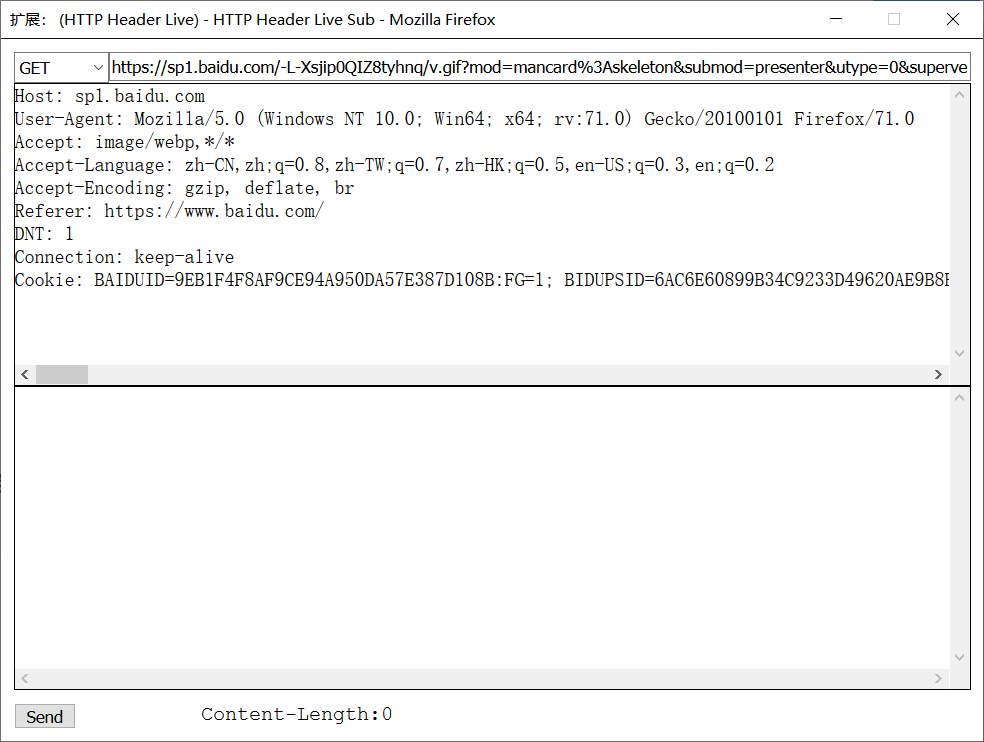 扩展： (HTTP Header Live) - HTTP Header Live Sub - Mozilla Firefox
GET https://sp1.baidu.com/-L-Xsjip0QIZ8tyhnq/v.gif?mod=mancard%3Askeleton&submod=presenter&utype=0&superve
Host: sp1.baidu.com
User-Agent: Mozilla/5.0 (Windows NT 10.0; Win64; x64; rv:71.0) Gecko/20100101 Firefox/71.0
Accept: image/webp,*/*
Accept-Language: zh-CN,zh;q=0.8,zh-TW;q=0.7,zh-HK;q=0.5,en-US;q=0.3,en;q=0.2
Accept-Encoding: gzip, deflate, br
Referer: https://www.baidu.com/
DNT: 1
Connection: keep-alive
Cookie: BAIDUID=9EB1F4F8AF9CE94A950DA57E387D108B:FG=1; BIDUPSID=6AC6E60899B34C9233D49620AE9B8
Send Content-Length:0